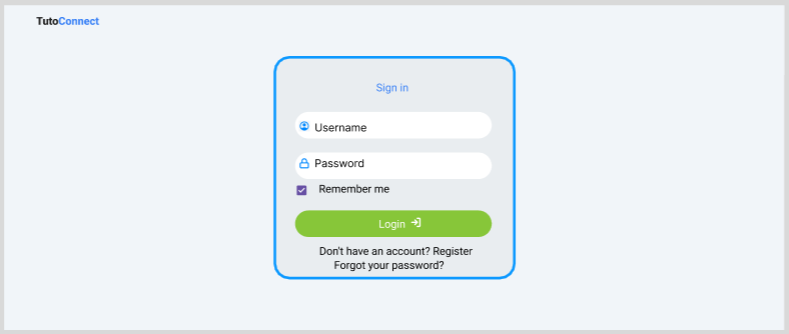 TutoConnect
Sign in
Username
Password
Remember me
Login
Don't have an account? Register
Forgot your password?